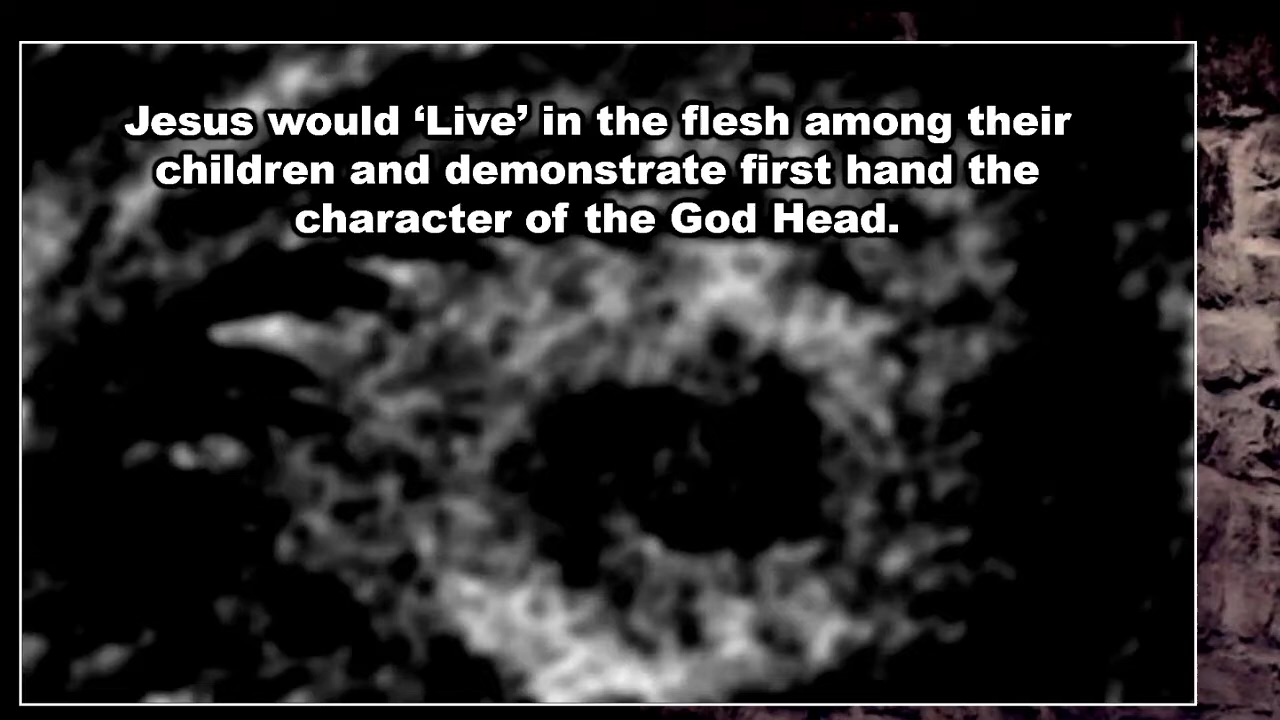 Jesus would ‘Live’ in the flesh among their
children and demonstrate first hand the
character of the God Head.